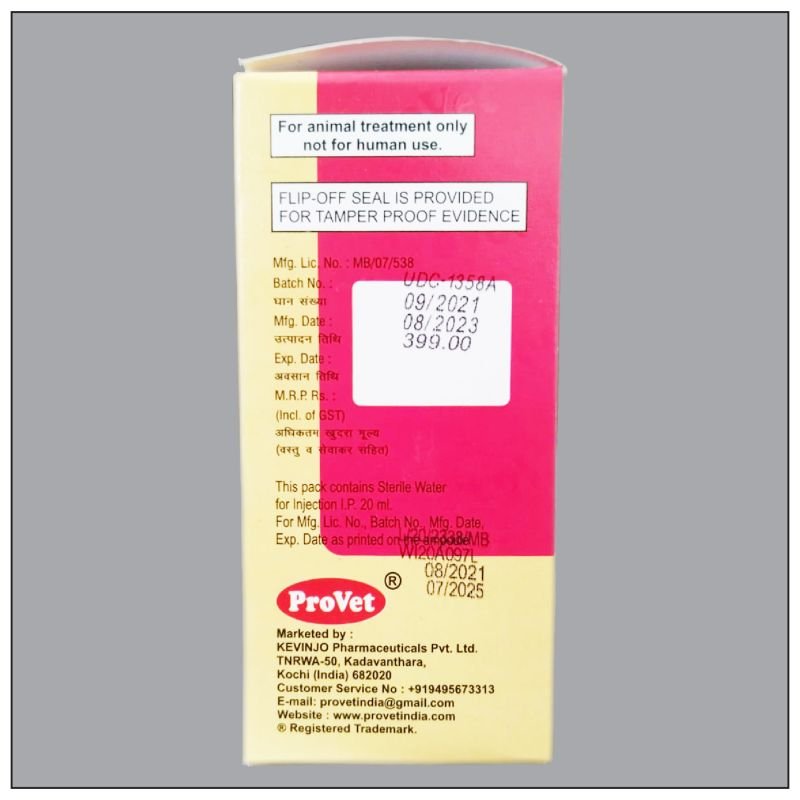 For animal treatment only
not for human use.
FLIP-OFF SEAL IS PROVIDED
FOR TAMPER PROOF EVIDENCE
Mfg. Lic. No. : MB/07/538
Batch No. : UDC-1358A
घान संख्या 09/2021
Mfg. Date : 08/2023
उत्पादन तिथि 399.00
Exp. Date :
अवसान तिथि
M.R.P. Rs. :
(Incl. of GST)
अधिकतम खुदरा मूल्य
(वस्तु व सेवाकर सहित)
This pack contains Sterile Water
for Injection I.P. 20 ml.
For Mfg. Lic. No., Batch No., Mfg. Date,
Exp. Date as printed on the ampoule.
L/20/2338/MB
WI20A097L
08/2021
07/2025
ProVet ®
Marketed by :
KEVINJO Pharmaceuticals Pvt. Ltd.
TNRWA-50, Kadavanthara,
Kochi (India) 682020
Customer Service No : +919495673313
E-mail: provetindia@gmail.com
Website : www.provetindia.com
® Registered Trademark.